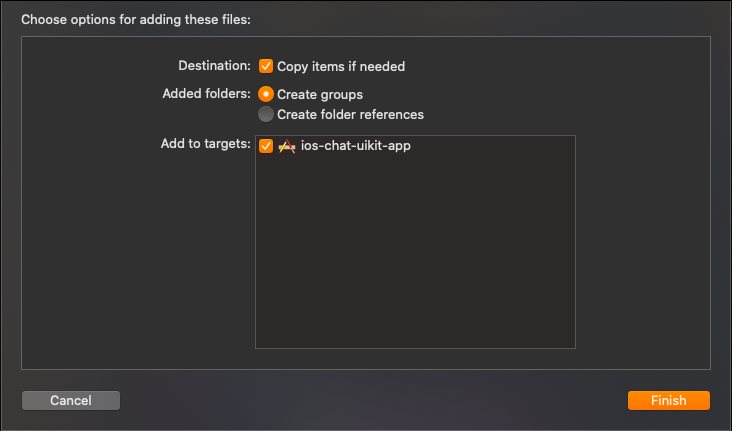 Choose options for adding these files:
Destination: Copy items if needed
Added folders: Create groups
Create folder references
Add to targets: ios-chat-uikit-app
Cancel Finish